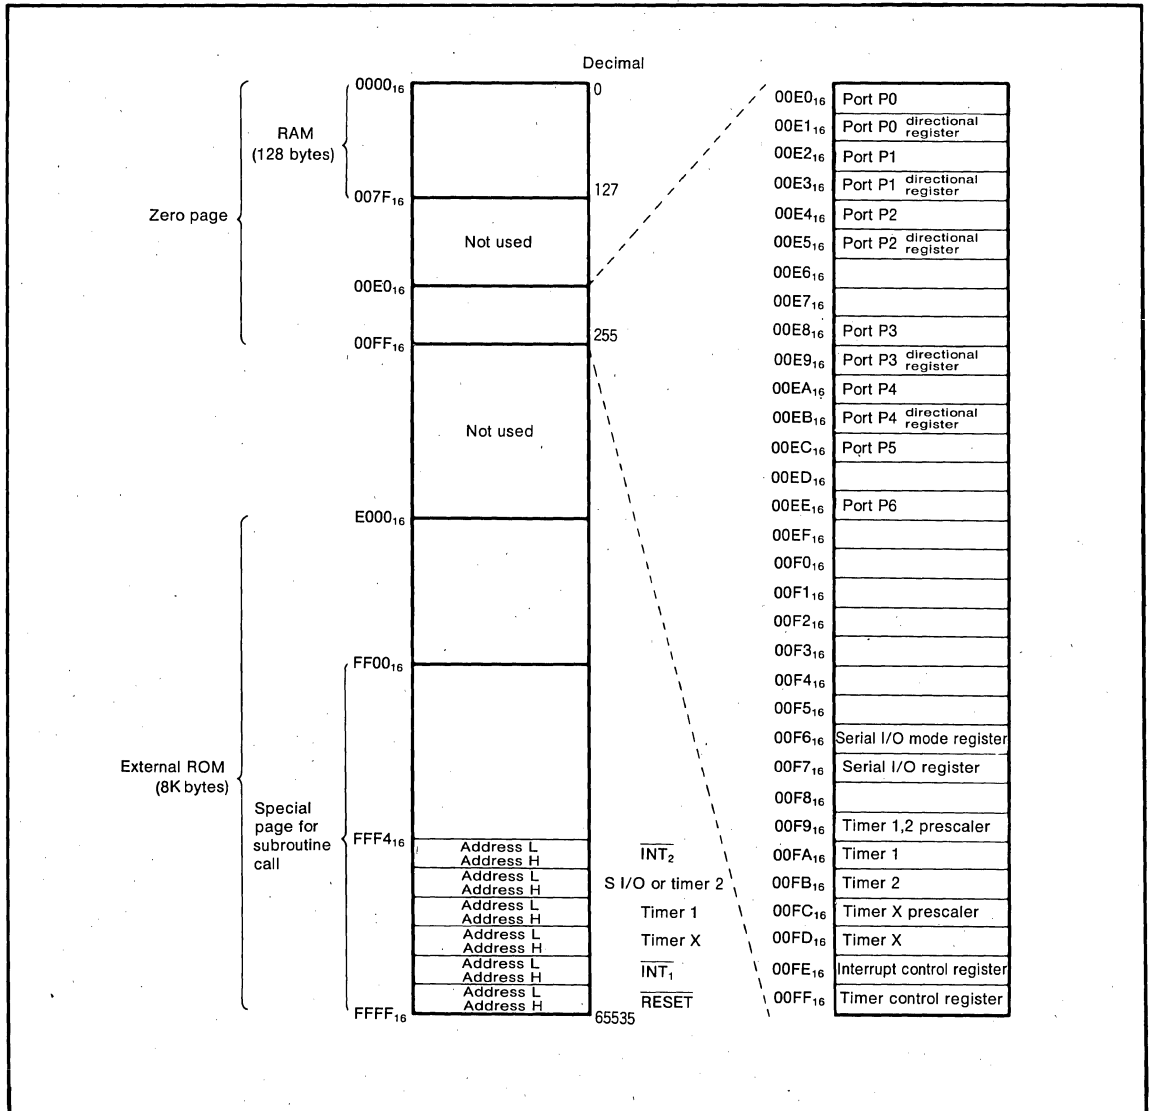 Decimal
0000₁₆
0
RAM
(128 bytes)
007F₁₆
127
Zero page
Not used
00E0₁₆
00FF₁₆
255
Not used
E000₁₆
FF00₁₆
External ROM
(8K bytes)
Special
page for
subroutine
call
FFF4₁₆
Address L
Address H
INT₂
Address L
Address H
S I/O or timer 2
Address L
Address H
Timer 1
Address L
Address H
Timer X
Address L
Address H
INT₁
Address L
Address H
RESET
FFFF₁₆
65535
00E0₁₆ Port P0
00E1₁₆ Port P0 directional register
00E2₁₆ Port P1
00E3₁₆ Port P1 directional register
00E4₁₆ Port P2
00E5₁₆ Port P2 directional register
00E6₁₆
00E7₁₆
00E8₁₆ Port P3
00E9₁₆ Port P3 directional register
00EA₁₆ Port P4
00EB₁₆ Port P4 directional register
00EC₁₆ Port P5
00ED₁₆
00EE₁₆ Port P6
00EF₁₆
00F0₁₆
00F1₁₆
00F2₁₆
00F3₁₆
00F4₁₆
00F5₁₆
00F6₁₆ Serial I/O mode register
00F7₁₆ Serial I/O register
00F8₁₆
00F9₁₆ Timer 1,2 prescaler
00FA₁₆ Timer 1
00FB₁₆ Timer 2
00FC₁₆ Timer X prescaler
00FD₁₆ Timer X
00FE₁₆ Interrupt control register
00FF₁₆ Timer control register